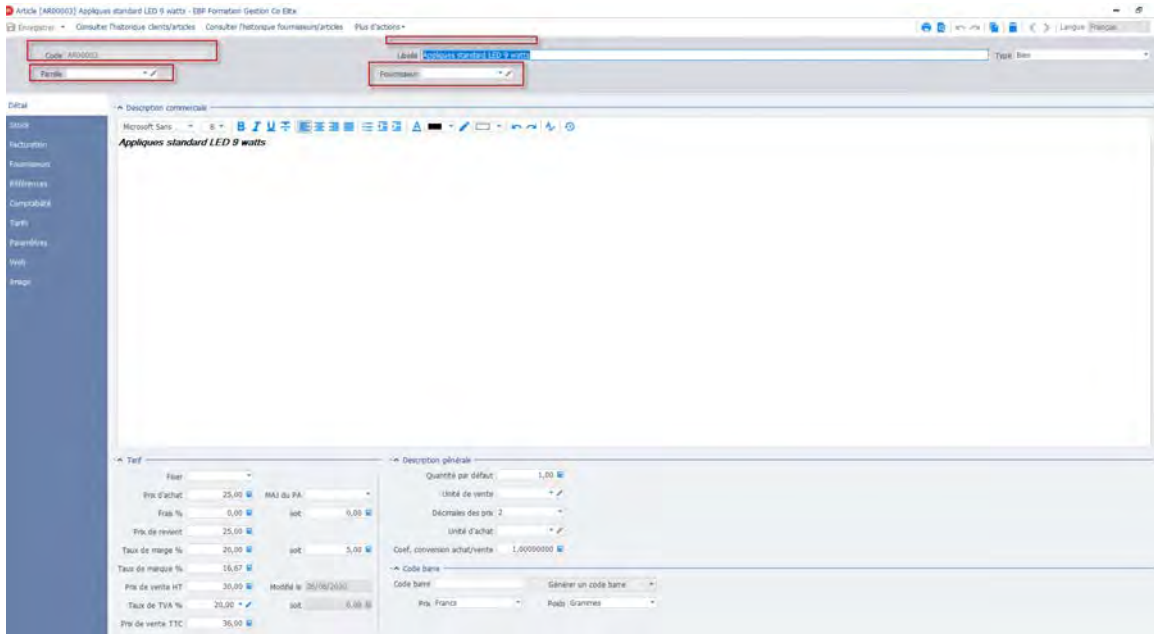 Article [AR00003] Appliques standard LED 9 watts - EBP Formation Gestion Co Elite
Enregistrer Consulter l'historique clients/articles Consulter l'historique fournisseurs/articles Plus d'actions
Langue Français
Code AR00003 Libellé Appliques standard LED 9 watts Type Bien
Famille Fournisseur
Détail
Description commerciale
Stock
Microsoft Sans 8 B I U
Facturation
Appliques standard LED 9 watts
Fournisseurs
Références
Comptabilité
Tarifs
Paramètres
Web
Image
Tarif Description générale
Fixer Quantité par défaut 1,00
Prix d'achat 25,00 MAJ du PA Unité de vente
Frais % 0,00 soit 0,00 Décimales des prix 2
Prix de revient 25,00 Unité d'achat
Taux de marge % 20,00 soit 5,00 Coef. conversion achat/vente 1,00000000
Taux de marque % 16,67 Code barre
Prix de vente HT 30,00 Modifié le Code barre Générer un code barre
Taux de TVA % 20,00 soit 6,00 Prix Francs Poids Grammes
Prix de vente TTC 36,00